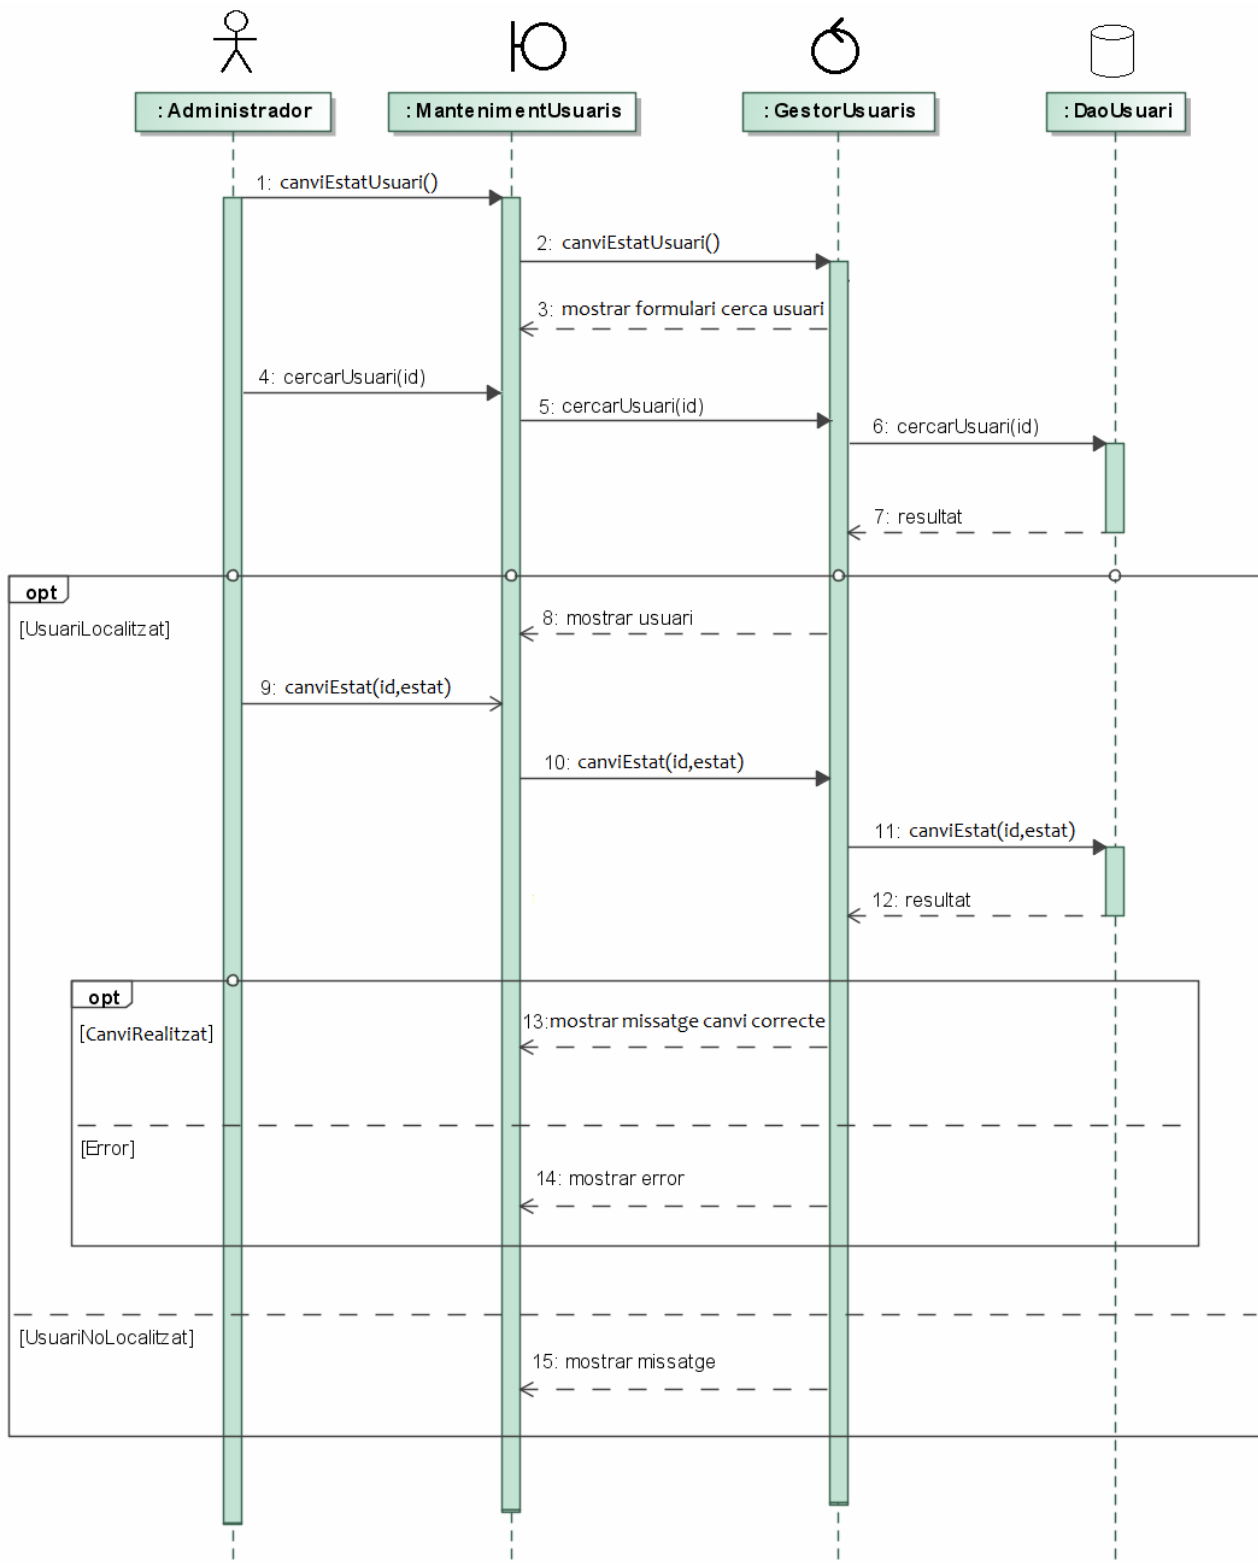 : Administrador
: MantenimentUsuaris
: GestorUsuaris
: DaoUsuari
1: canviEstatUsuari()
2: canviEstatUsuari()
3: mostrar formulari cerca usuari
4: cercarUsuari(id)
5: cercarUsuari(id)
6: cercarUsuari(id)
7: resultat
opt
[UsuariLocalitzat]
8: mostrar usuari
9: canviEstat(id,estat)
10: canviEstat(id,estat)
11: canviEstat(id,estat)
12: resultat
opt
[CanviRealitzat]
13:mostrar missatge canvi correcte
[Error]
14: mostrar error
[UsuariNoLocalitzat]
15: mostrar missatge